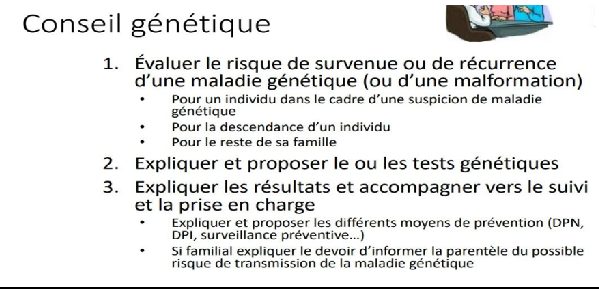 Conseil génétique
1. Évaluer le risque de survenue ou de récurrence
d'une maladie génétique (ou d'une malformation)
• Pour un individu dans le cadre d'une suspicion de maladie
génétique
• Pour la descendance d'un individu
• Pour le reste de sa famille
2. Expliquer et proposer le ou les tests génétiques
3. Expliquer les résultats et accompagner vers le suivi
et la prise en charge
• Expliquer et proposer les différents moyens de prévention (DPN,
DPI, surveillance préventive...)
• Si familial expliquer le devoir d'informer la parentèle du possible
risque de transmission de la maladie génétique